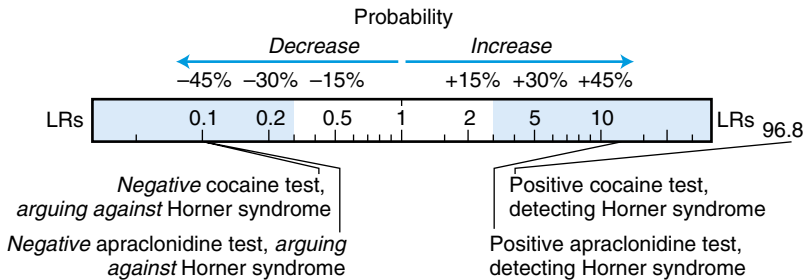 Probability
Decrease Increase
–45% –30% –15% +15% +30% +45%
LRs 0.1 0.2 0.5 1 2 5 10 LRs 96.8
Negative cocaine test,
arguing against Horner syndrome
Positive cocaine test,
detecting Horner syndrome
Negative apraclonidine test, arguing
against Horner syndrome
Positive apraclonidine test,
detecting Horner syndrome